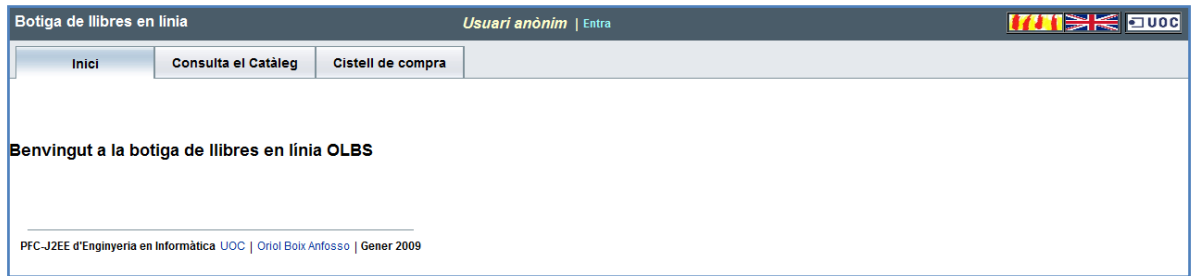 Botiga de llibres en línia Usuari anònim | Entra UOC
Inici Consulta el Catàleg Cistell de compra
Benvingut a la botiga de llibres en línia OLBS
PFC-J2EE d'Enginyeria en Informàtica UOC | Oriol Boix Anfosso | Gener 2009